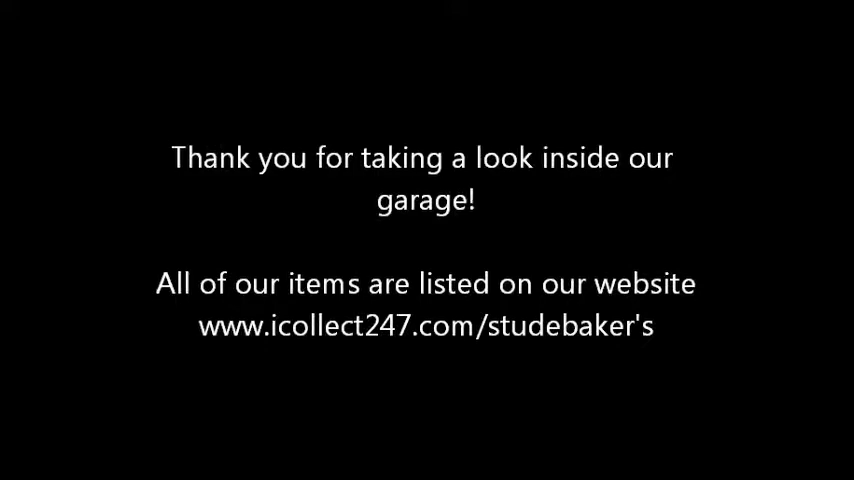 Thank you for taking a look inside our
garage!
All of our items are listed on our website
www.icollect247.com/studebaker's